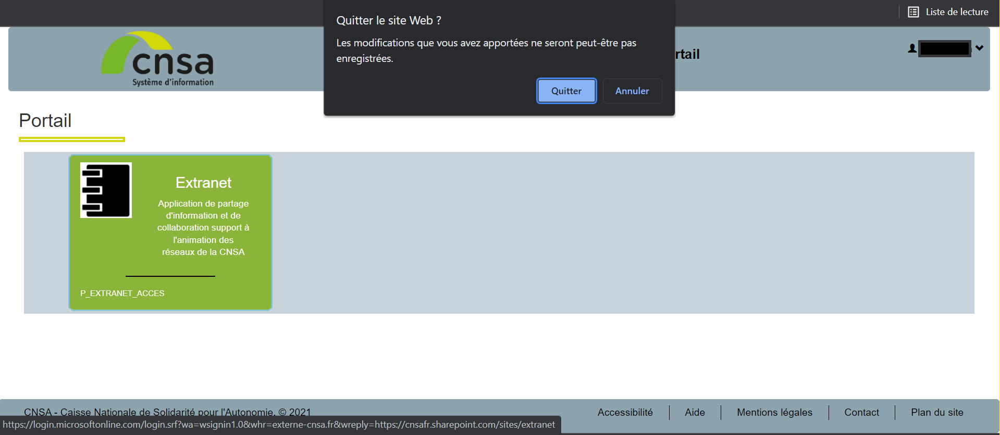 Liste de lecture
Quitter le site Web ?
Les modifications que vous avez apportées ne seront peut-être pas
enregistrées.
Quitter
Annuler
cnsa
Système d'information
rtail
Portail
Extranet
Application de partage
d'information et de
collaboration support à
l'animation des
réseaux de la CNSA
P_EXTRANET_ACCES
CNSA - Caisse Nationale de Solidarité pour l'Autonomie. © 2021
Accessibilité
Aide
Mentions légales
Contact
Plan du site
https://login.microsoftonline.com/login.srf?wa=wsignin1.0&whr=externe-cnsa.fr&wreply=https://cnsafr.sharepoint.com/sites/extranet